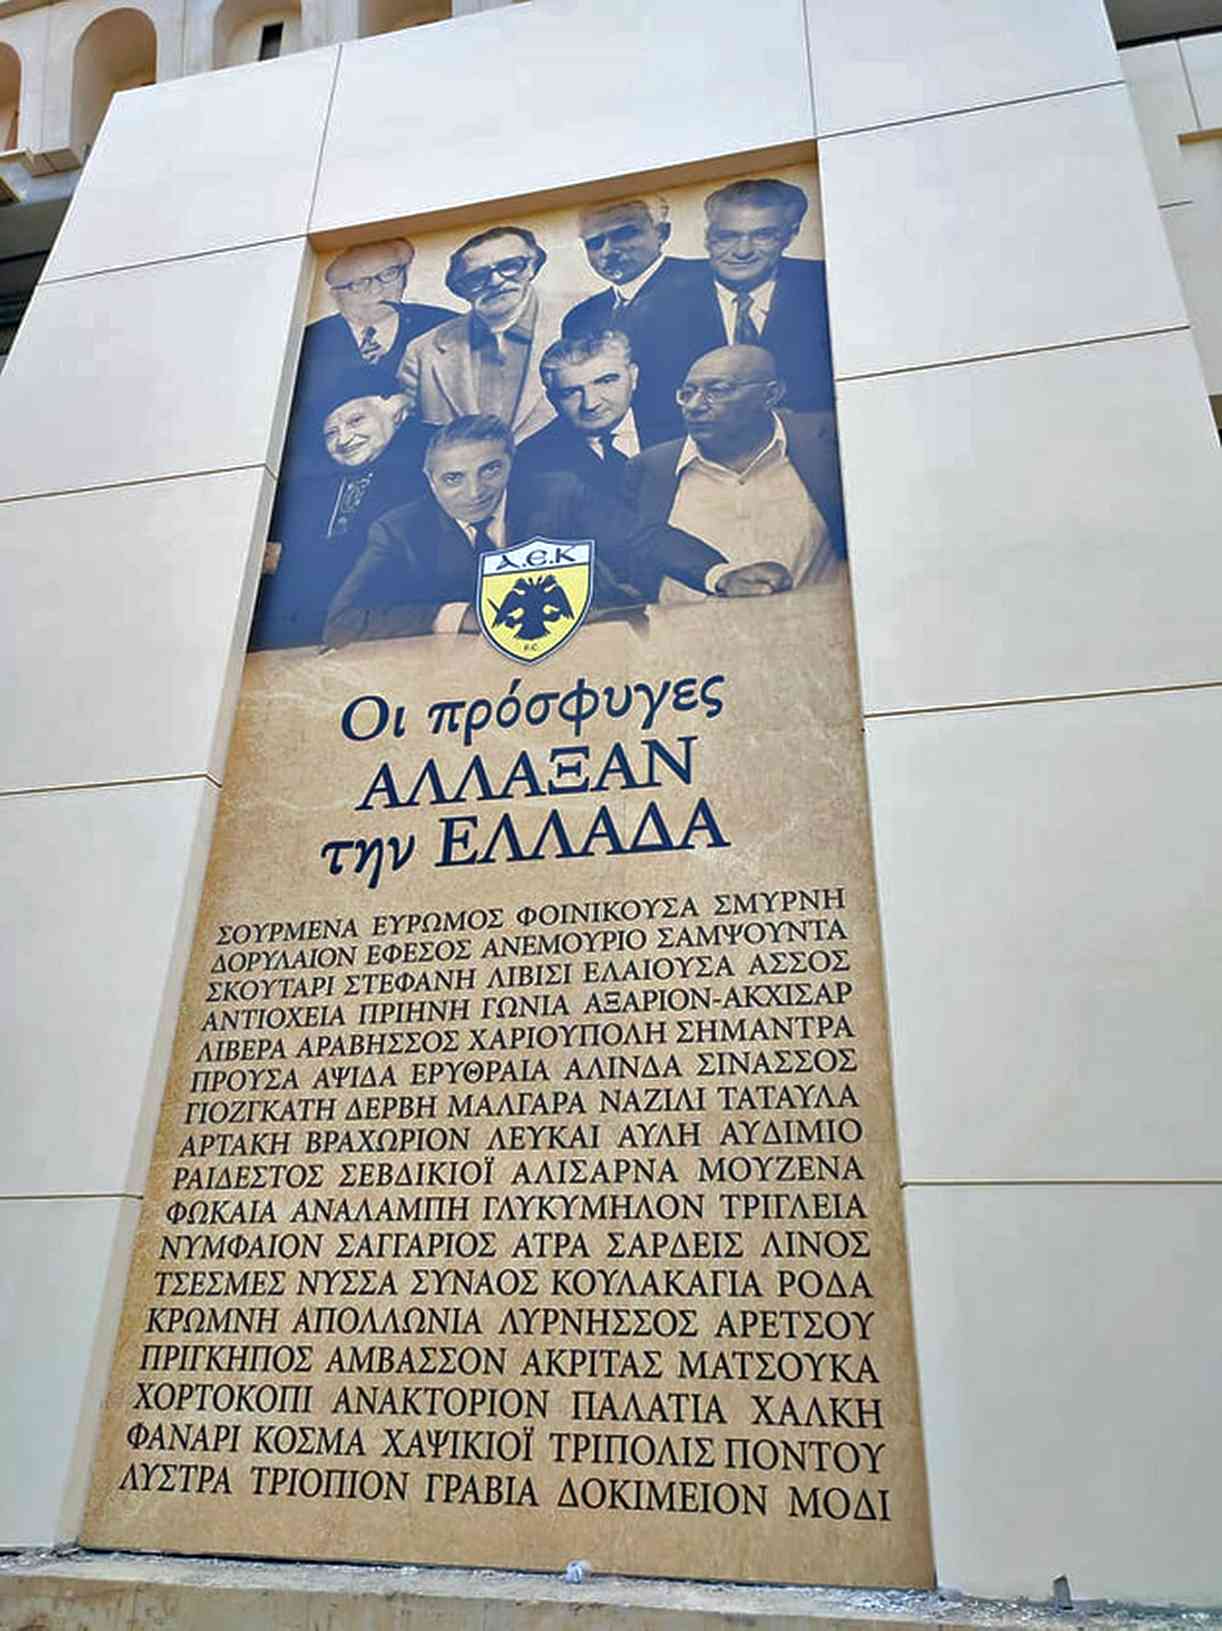 Α.Ε.Κ
F.C.
Οι πρόσφυγες
ΑΛΛΑΞΑΝ
την ΕΛΛΑΔΑ
ΣΟΥΡΜΕΝΑ ΕΥΡΩΜΟΣ ΦΟΙΝΙΚΟΥΣΑ ΣΜΥΡΝΗ
ΔΟΡΥΛΑΙΟΝ ΕΦΕΣΟΣ ΑΝΕΜΟΥΡΙΟ ΣΑΜΨΟΥΝΤΑ
ΣΚΟΥΤΑΡΙ ΣΤΕΦΑΝΗ ΛΙΒΙΣΙ ΕΛΑΙΟΥΣΑ ΑΣΣΟΣ
ΑΝΤΙΟΧΕΙΑ ΠΡΙΗΝΗ ΓΩΝΙΑ ΑΞΑΡΙΟΝ-ΑΚΧΙΣΑΡ
ΛΙΒΕΡΑ ΑΡΑΒΗΣΣΟΣ ΧΑΡΙΟΥΠΟΛΗ ΣΗΜΑΝΤΡΑ
ΠΡΟΥΣΑ ΑΨΙΔΑ ΕΡΥΘΡΑΙΑ ΑΛΙΝΔΑ ΣΙΝΑΣΣΟΣ
ΓΙΟΖΓΚΑΤΗ ΔΕΡΒΗ ΜΑΛΓΑΡΑ ΝΑΖΙΛΙ ΤΑΤΑΥΛΑ
ΑΡΤΑΚΗ ΒΡΑΧΩΡΙΟΝ ΛΕΥΚΑΙ ΑΥΛΗ ΑΥΔΙΜΙΟ
ΡΑΙΔΕΣΤΟΣ ΣΕΒΔΙΚΙΟΪ ΑΛΙΣΑΡΝΑ ΜΟΥΖΕΝΑ
ΦΩΚΑΙΑ ΑΝΑΛΑΜΠΗ ΓΛΥΚΥΜΗΛΟΝ ΤΡΙΓΛΕΙΑ
ΝΥΜΦΑΙΟΝ ΣΑΓΓΑΡΙΟΣ ΑΤΡΑ ΣΑΡΔΕΙΣ ΛΙΝΟΣ
ΤΣΕΣΜΕΣ ΝΥΣΣΑ ΣΥΝΑΟΣ ΚΟΥΛΑΚΑΓΙΑ ΡΟΔΑ
ΚΡΩΜΝΗ ΑΠΟΛΛΩΝΙΑ ΛΥΡΝΗΣΣΟΣ ΑΡΕΤΣΟΥ
ΠΡΙΓΚΗΠΟΣ ΑΜΒΑΣΣΟΝ ΑΚΡΙΤΑΣ ΜΑΤΣΟΥΚΑ
ΧΟΡΤΟΚΟΠΙ ΑΝΑΚΤΟΡΙΟΝ ΠΑΛΑΤΙΑ ΧΑΛΚΗ
ΦΑΝΑΡΙ ΚΟΣΜΑ ΧΑΨΙΚΙΟΪ ΤΡΙΠΟΛΙΣ ΠΟΝΤΟΥ
ΛΥΣΤΡΑ ΤΡΙΟΠΙΟΝ ΓΡΑΒΙΑ ΔΟΚΙΜΕΙΟΝ ΜΟΔΙ